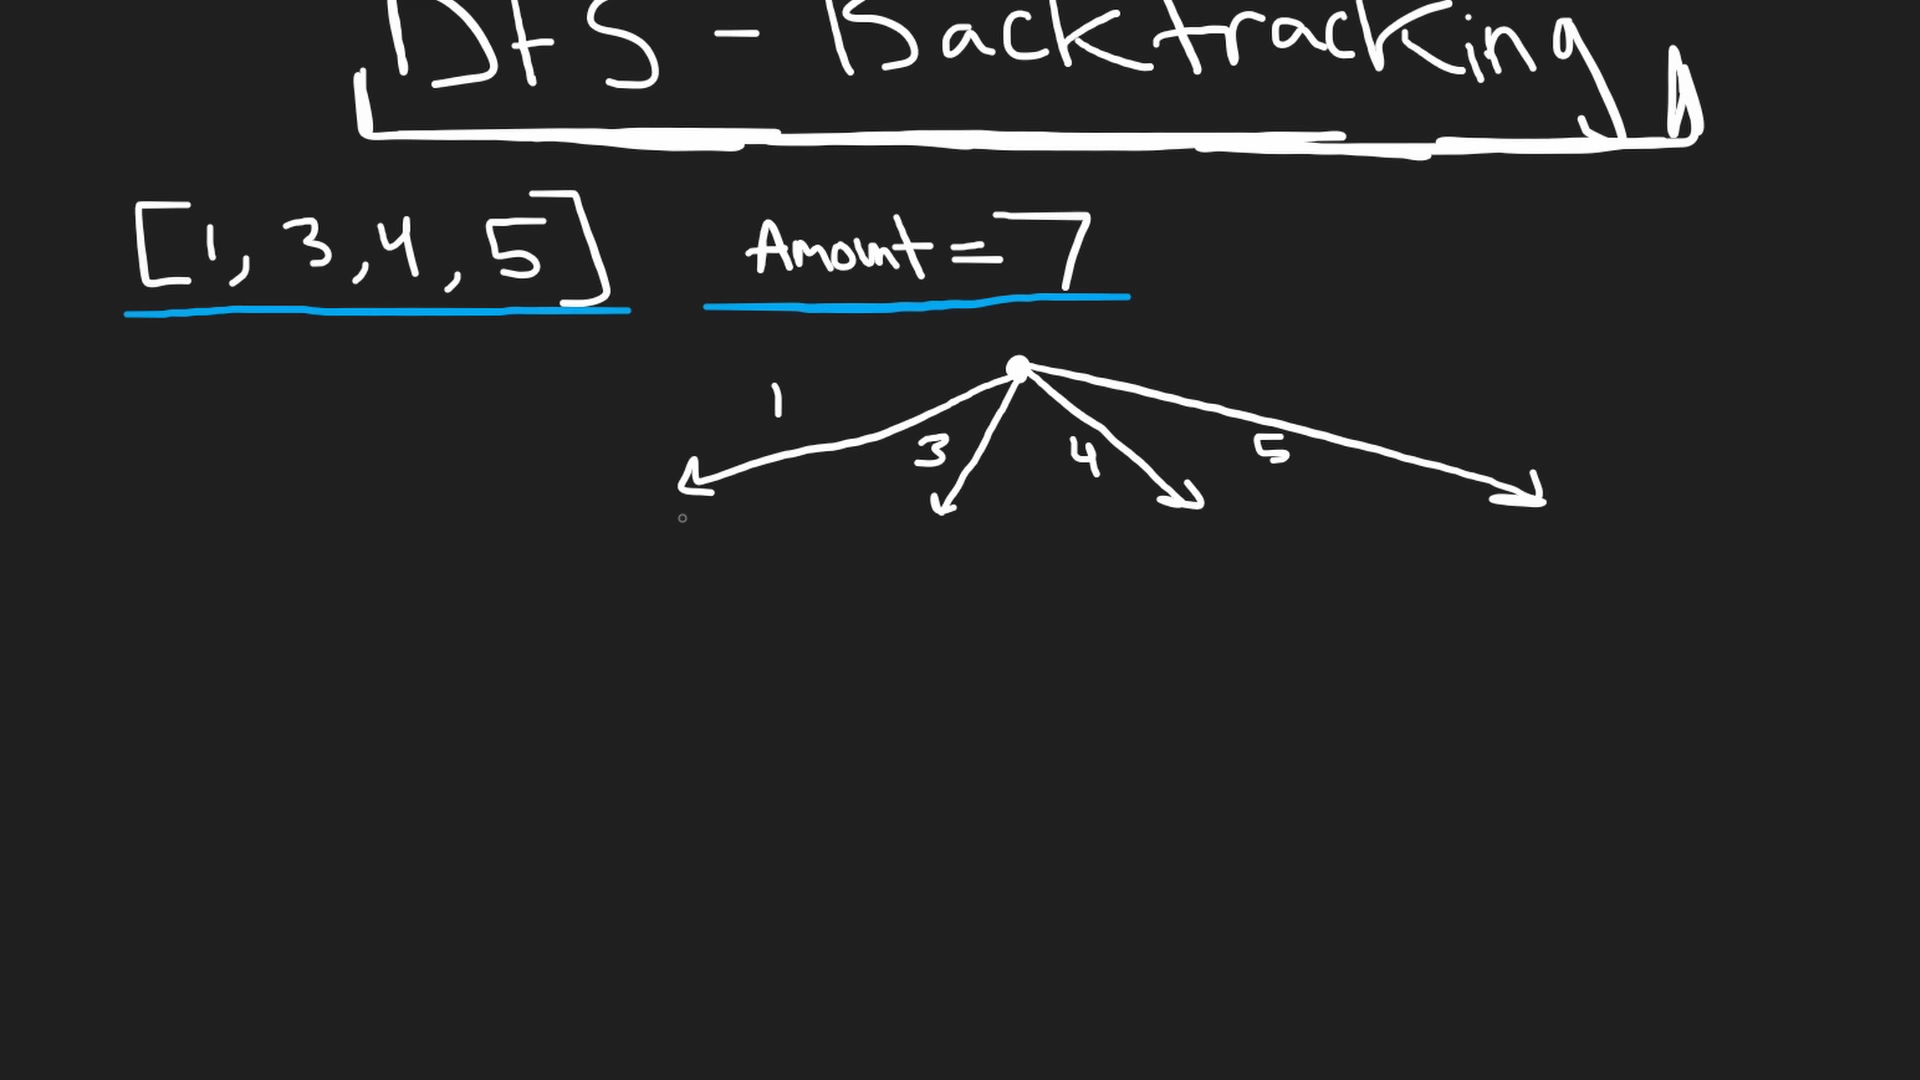 DFS - Backtracking
[1, 3, 4, 5] Amount = 7
1
3 4 5